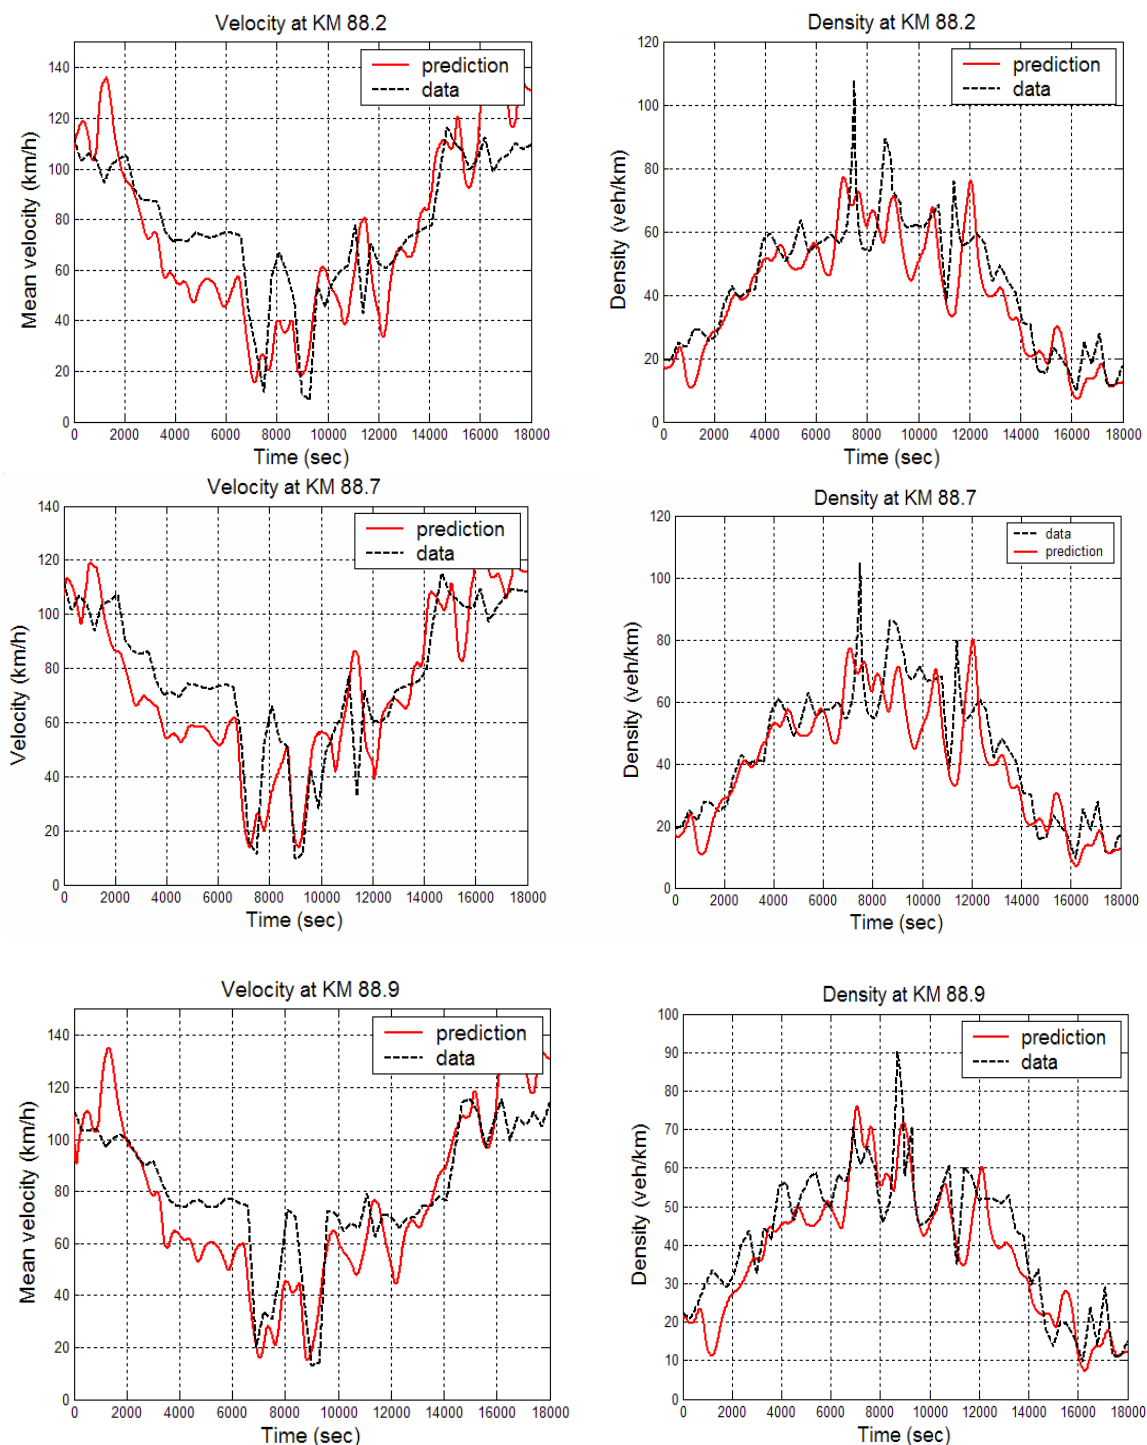 Velocity at KM 88.2
140
120
100
80
60
40
20
0
Mean velocity (km/h)
prediction
data
0 2000 4000 6000 8000 10000 12000 14000 16000 18000
Time (sec)
Density at KM 88.2
120
100
80
60
40
20
0
Density (veh/km)
prediction
data
0 2000 4000 6000 8000 10000 12000 14000 16000 18000
Time (sec)
Velocity at KM 88.7
140
120
100
80
60
40
20
0
Velocity (km/h)
prediction
data
0 2000 4000 6000 8000 10000 12000 14000 16000 18000
Time (sec)
Density at KM 88.7
120
100
80
60
40
20
0
Density (veh/km)
data
prediction
0 2000 4000 6000 8000 10000 12000 14000 16000 18000
Time (sec)
Velocity at KM 88.9
140
120
100
80
60
40
20
0
Mean velocity (km/h)
prediction
data
0 2000 4000 6000 8000 10000 12000 14000 16000 18000
Time (sec)
Density at KM 88.9
100
90
80
70
60
50
40
30
20
10
0
Density (veh/km)
prediction
data
0 2000 4000 6000 8000 10000 12000 14000 16000 18000
Time (sec)